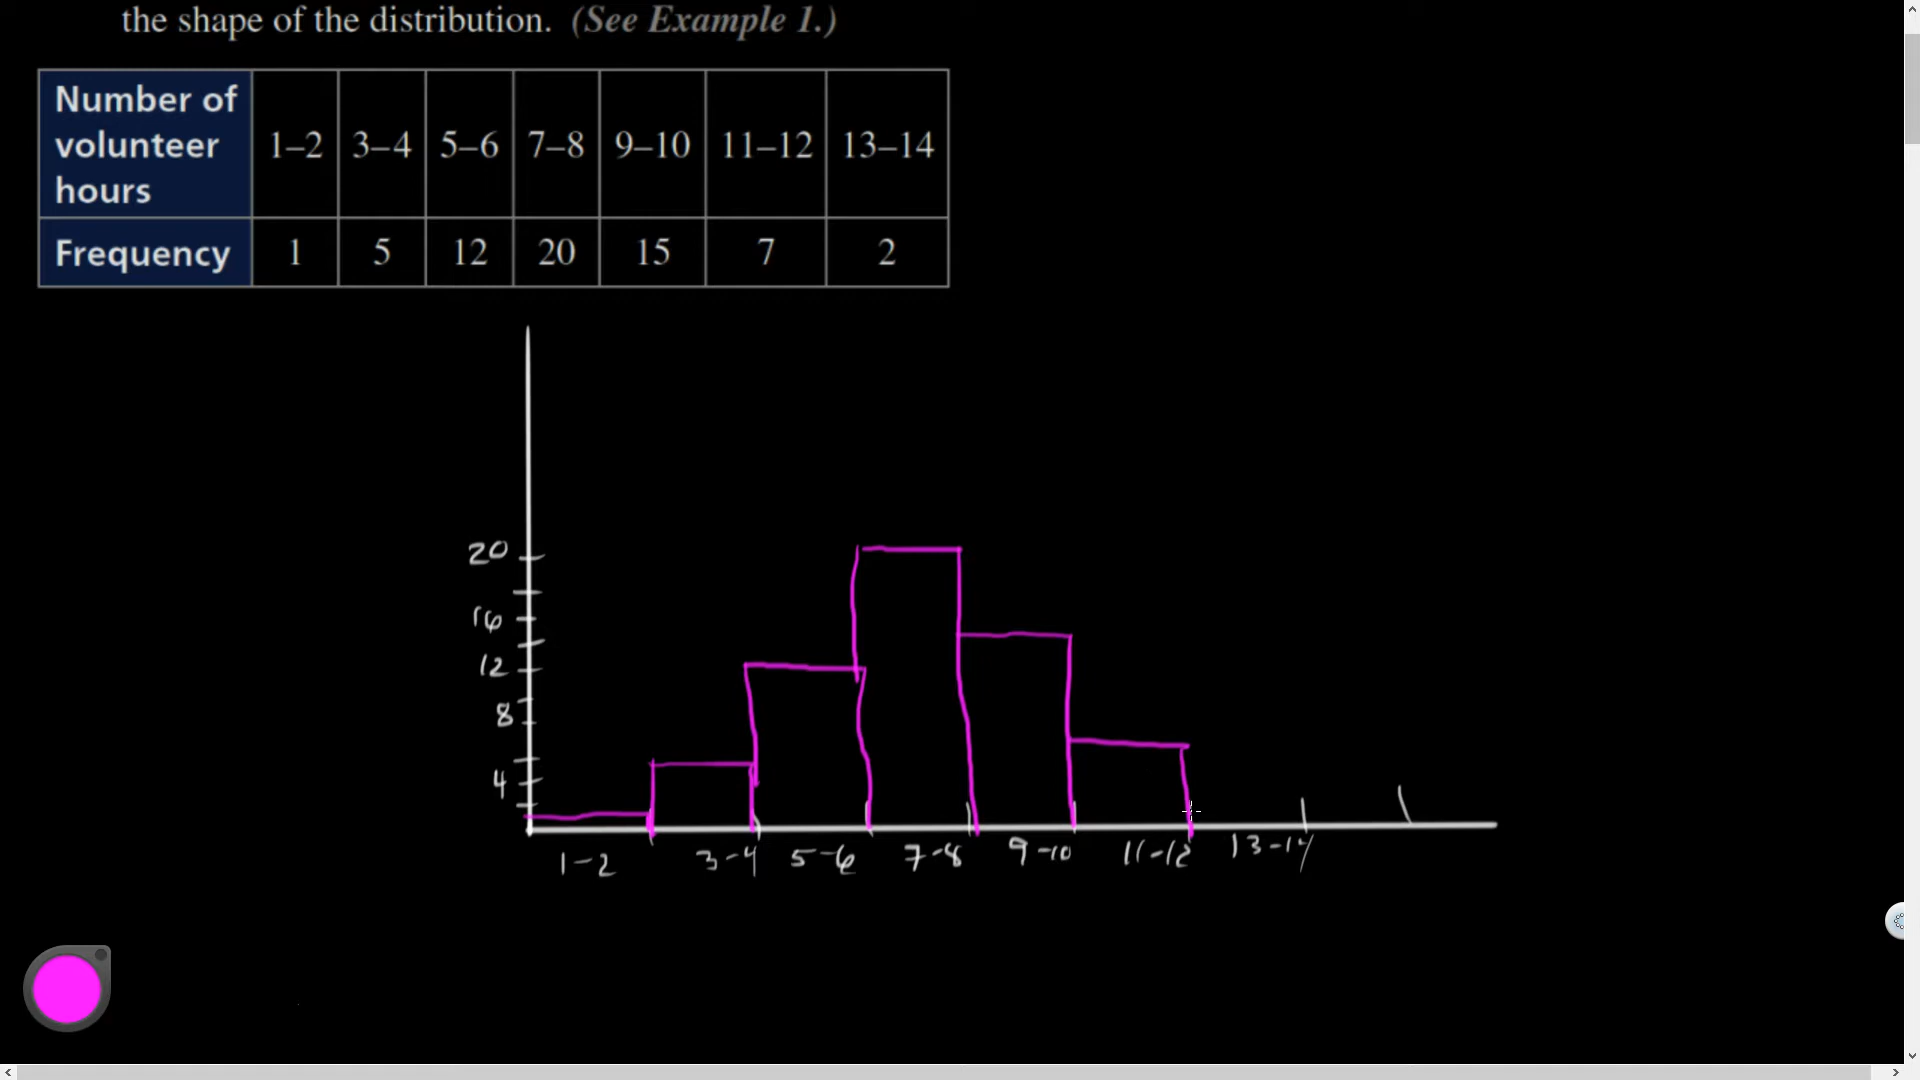 the shape of the distribution. (See Example 1.)
Number of volunteer hours 1–2 3–4 5–6 7–8 9–10 11–12 13–14
Frequency 1 5 12 20 15 7 2
20
16
12
8
4
1-2 3-4 5-6 7-8 9-10 11-12 13-14